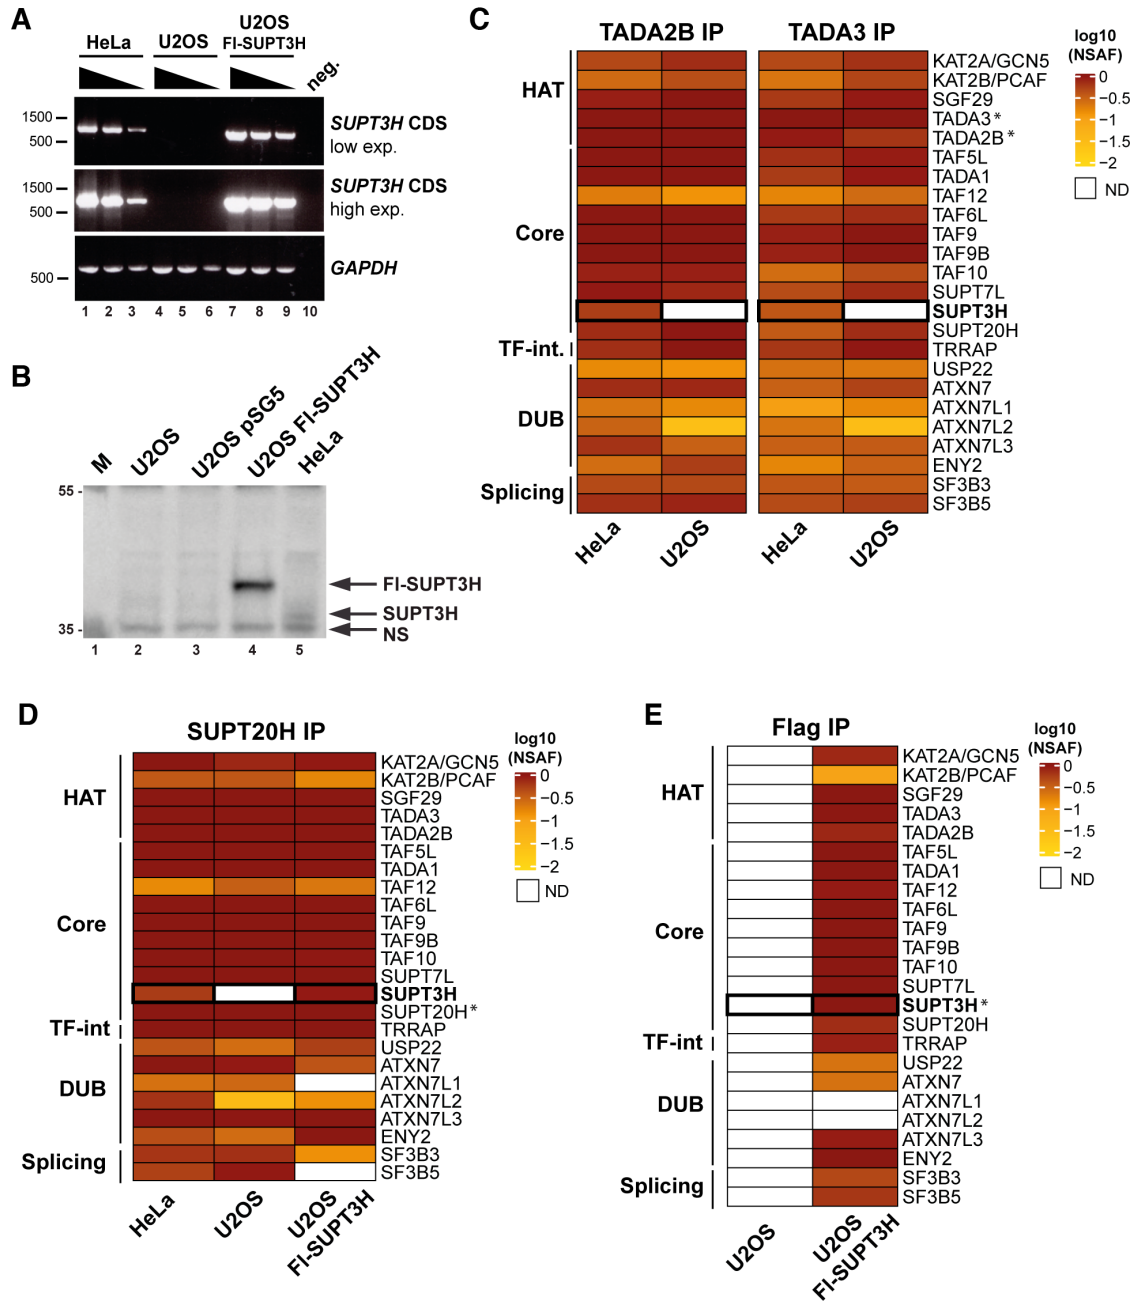 A
HeLa
U2OS
U2OS
FI-SUPT3H
neg.
1500
500
SUPT3H CDS
low exp.
1500
500
SUPT3H CDS
high exp.
500
GAPDH
1 2 3 4 5 6 7 8 9 10
B
M
U2OS
U2OS pSG5
U2OS FI-SUPT3H
HeLa
55
35
FI-SUPT3H
SUPT3H
NS
1 2 3 4 5
C
TADA2B IP
TADA3 IP
log10
(NSAF)
0
−0.5
−1
−1.5
−2
ND
HAT
Core
TF-int.
DUB
Splicing
KAT2A/GCN5
KAT2B/PCAF
SGF29
TADA3*
TADA2B*
TAF5L
TADA1
TAF12
TAF6L
TAF9
TAF9B
TAF10
SUPT7L
SUPT3H
SUPT20H
TRRAP
USP22
ATXN7
ATXN7L1
ATXN7L2
ATXN7L3
ENY2
SF3B3
SF3B5
HeLa
U2OS
HeLa
U2OS
D
SUPT20H IP
log10
(NSAF)
0
−0.5
−1
−1.5
−2
ND
HAT
Core
TF-int
DUB
Splicing
KAT2A/GCN5
KAT2B/PCAF
SGF29
TADA3
TADA2B
TAF5L
TADA1
TAF12
TAF6L
TAF9
TAF9B
TAF10
SUPT7L
SUPT3H
SUPT20H*
TRRAP
USP22
ATXN7
ATXN7L1
ATXN7L2
ATXN7L3
ENY2
SF3B3
SF3B5
HeLa
U2OS
U2OS
FI-SUPT3H
E
Flag IP
log10
(NSAF)
0
−0.5
−1
−1.5
−2
ND
HAT
Core
TF-int
DUB
Splicing
KAT2A/GCN5
KAT2B/PCAF
SGF29
TADA3
TADA2B
TAF5L
TADA1
TAF12
TAF6L
TAF9
TAF9B
TAF10
SUPT7L
SUPT3H*
SUPT20H
TRRAP
USP22
ATXN7
ATXN7L1
ATXN7L2
ATXN7L3
ENY2
SF3B3
SF3B5
U2OS
U2OS
FI-SUPT3H